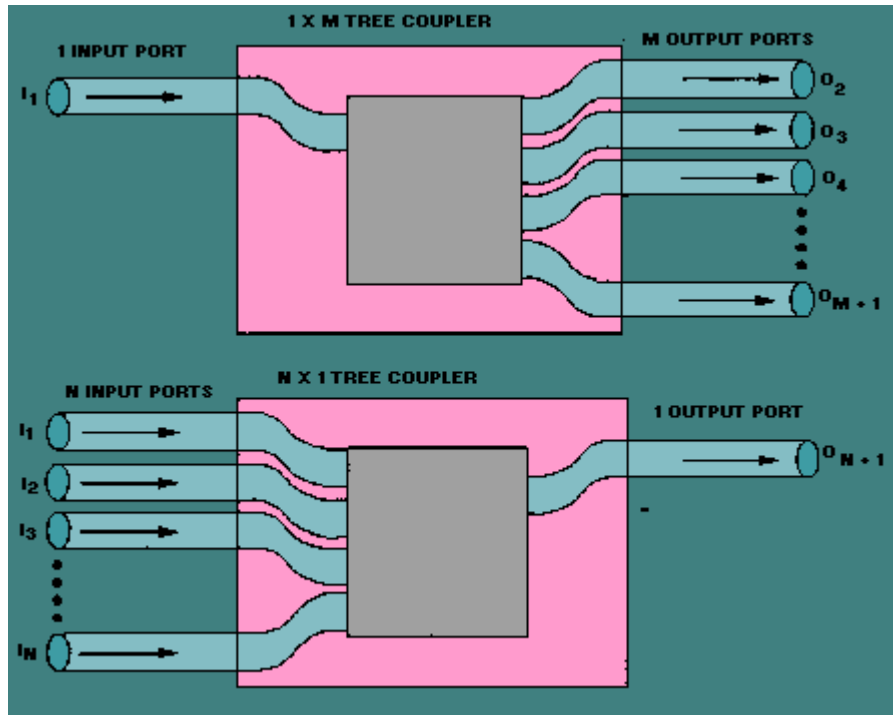 1 X M TREE COUPLER
1 INPUT PORT
M OUTPUT PORTS
I1
O2
O3
O4
OM + 1
N X 1 TREE COUPLER
N INPUT PORTS
1 OUTPUT PORT
I1
I2
I3
IN
ON + 1